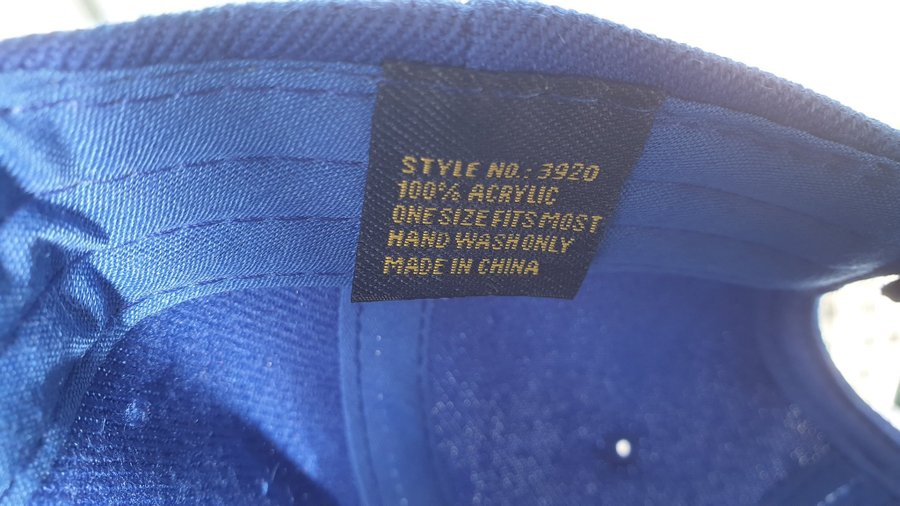 STYLE NO.: 3920
100% ACRYLIC
ONE SIZE FITS MOST
HAND WASH ONLY
MADE IN CHINA